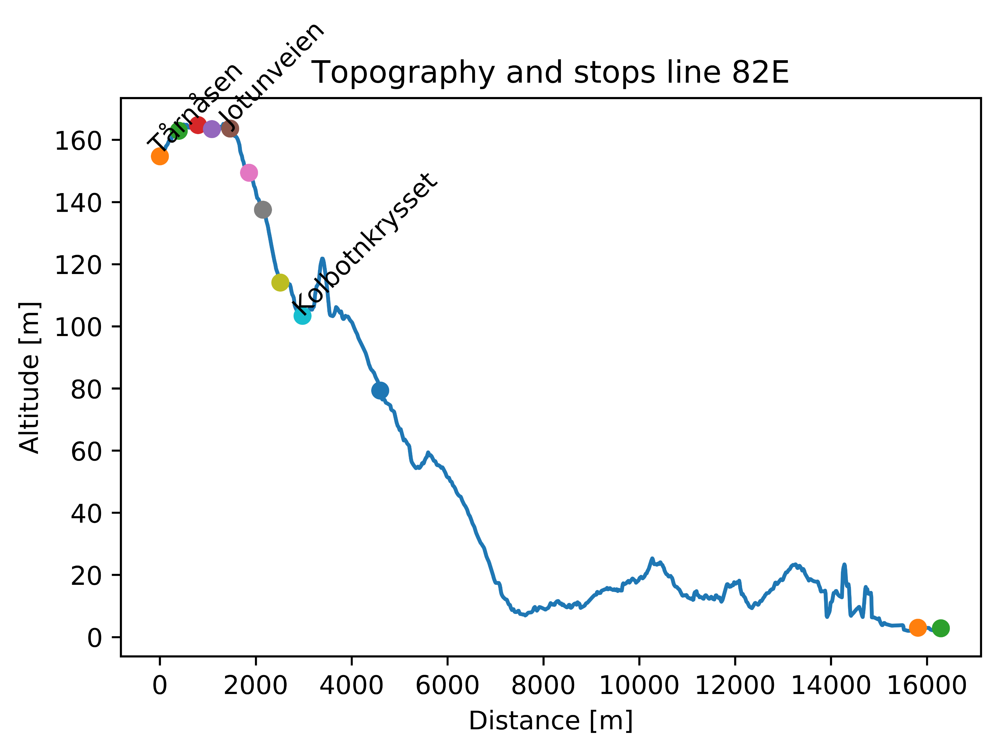 Topography and stops line 82E
Tårnåsen
Jotunveien
Kolbotnkrysset
Altitude [m]
160
140
120
100
80
60
40
20
0
0 2000 4000 6000 8000 10000 12000 14000 16000
Distance [m]